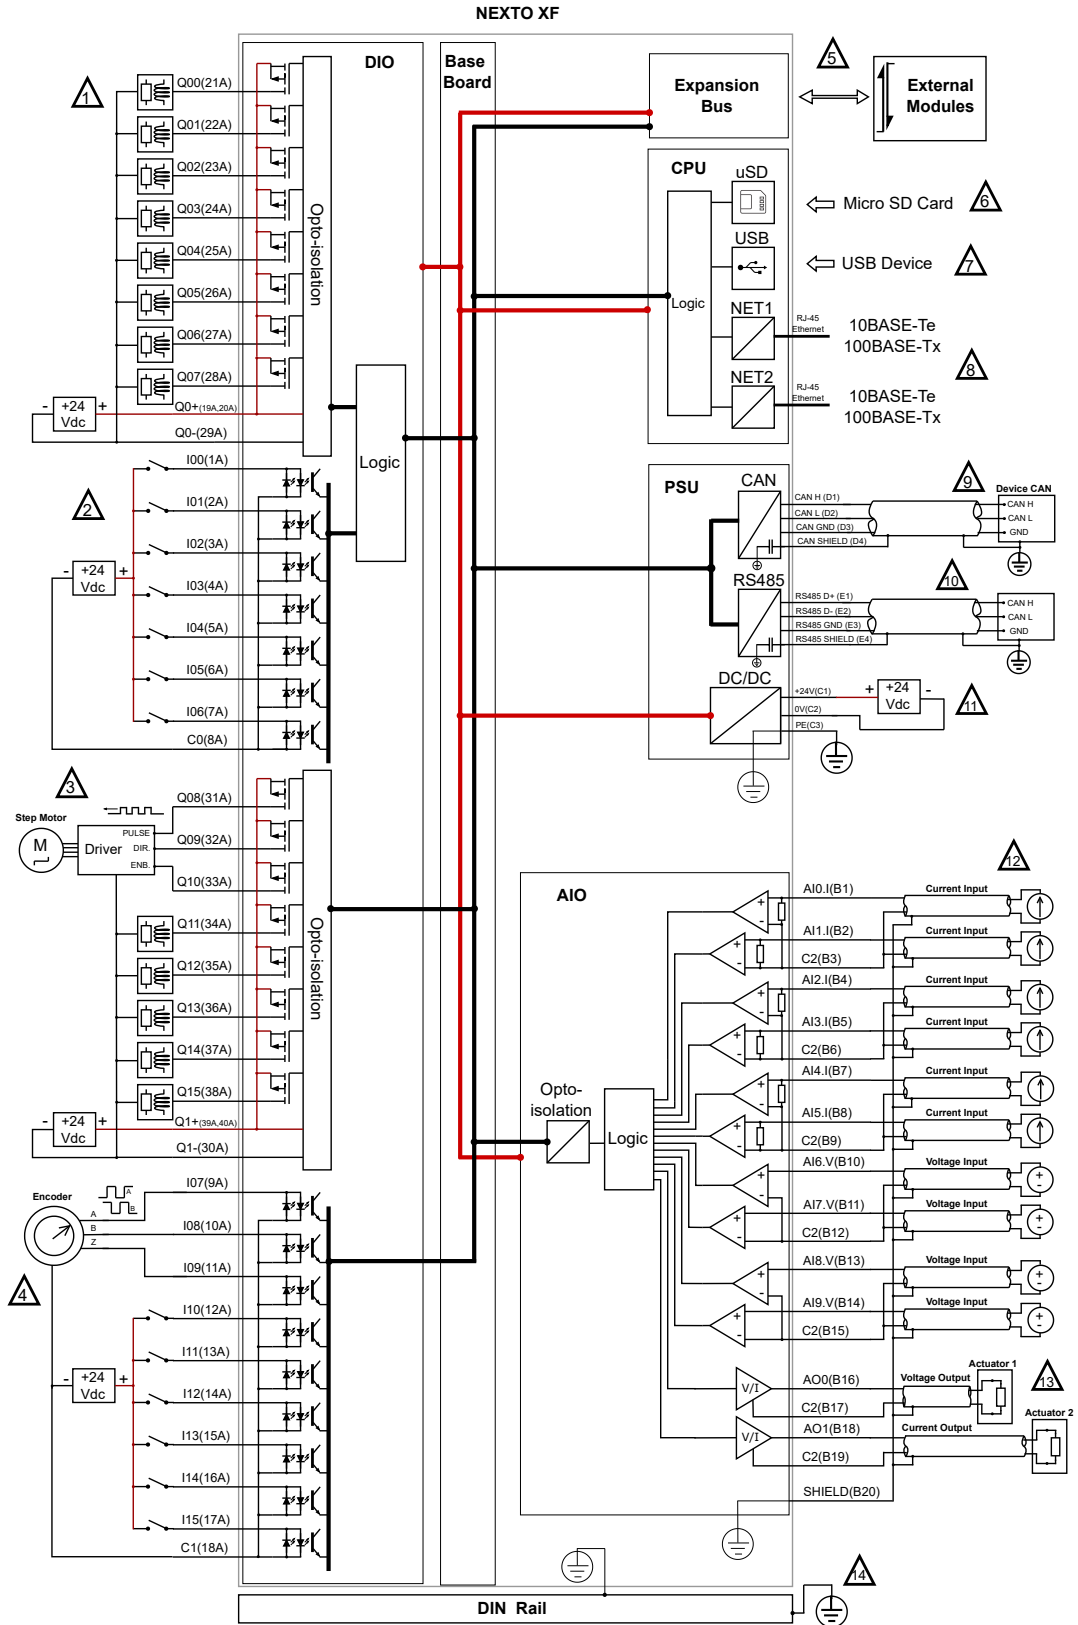 NEXTO XF
DIO
Base
Board
Expansion
Bus
5
External
Modules
1
Q00(21A)
Q01(22A)
Q02(23A)
Q03(24A)
Q04(25A)
Q05(26A)
Q06(27A)
Q07(28A)
- +24 Vdc +
Q0+(19A,20A)
Q0-(29A)
Opto-isolation
Logic
CPU
Logic
uSD
Micro SD Card
6
USB
USB Device
7
NET1
RJ-45
Ethernet
10BASE-Te
100BASE-Tx
8
NET2
RJ-45
Ethernet
10BASE-Te
100BASE-Tx
2
I00(1A)
I01(2A)
I02(3A)
- +24 Vdc +
I03(4A)
I04(5A)
I05(6A)
I06(7A)
C0(8A)
PSU
CAN
9
CAN H (D1)
CAN L (D2)
CAN GND (D3)
CAN SHIELD (D4)
Device CAN
CAN H
CAN L
GND
RS485
10
RS485 D+ (E1)
RS485 D- (E2)
RS485 GND (E3)
RS485 SHIELD (E4)
CAN H
CAN L
GND
DC/DC
+24V(C1)
0V(C2)
PE(C3)
+ +24 Vdc -
11
3
Step Motor
M
Driver
PULSE
DIR.
ENB.
Q08(31A)
Q09(32A)
Q10(33A)
Q11(34A)
Q12(35A)
Q13(36A)
Q14(37A)
Q15(38A)
- +24 Vdc +
Q1+(39A,40A)
Q1-(30A)
Opto-isolation
AIO
12
AI0.I(B1)
Current Input
AI1.I(B2)
Current Input
C2(B3)
AI2.I(B4)
Current Input
AI3.I(B5)
Current Input
C2(B6)
AI4.I(B7)
Current Input
AI5.I(B8)
Current Input
C2(B9)
AI6.V(B10)
Voltage Input
AI7.V(B11)
Voltage Input
C2(B12)
AI8.V(B13)
Voltage Input
AI9.V(B14)
Voltage Input
C2(B15)
Opto-
isolation
Logic
Encoder
A
B
A
B
Z
4
I07(9A)
I08(10A)
I09(11A)
I10(12A)
I11(13A)
- +24 Vdc +
I12(14A)
I13(15A)
I14(16A)
I15(17A)
C1(18A)
V/I
AO0(B16)
Voltage Output
Actuator 1
13
C2(B17)
V/I
AO1(B18)
Current Output
Actuator 2
C2(B19)
SHIELD(B20)
14
DIN Rail